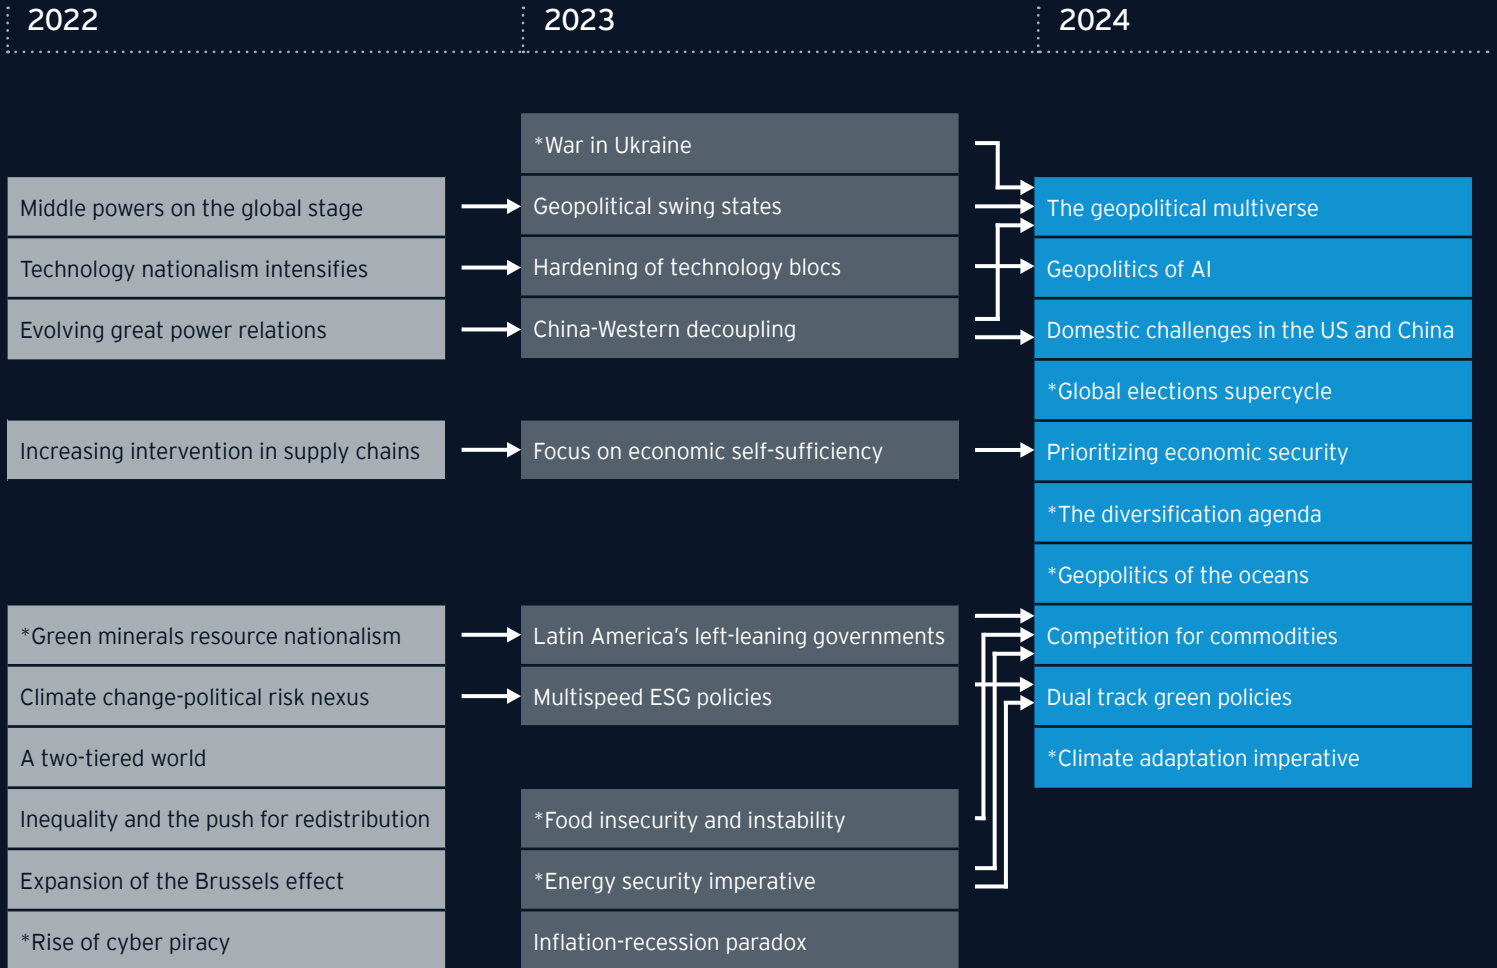 2022
2023
2024
*War in Ukraine
Middle powers on the global stage
Geopolitical swing states
The geopolitical multiverse
Technology nationalism intensifies
Hardening of technology blocs
Geopolitics of AI
Evolving great power relations
China-Western decoupling
Domestic challenges in the US and China
*Global elections supercycle
Increasing intervention in supply chains
Focus on economic self-sufficiency
Prioritizing economic security
*The diversification agenda
*Geopolitics of the oceans
*Green minerals resource nationalism
Latin America’s left-leaning governments
Competition for commodities
Climate change-political risk nexus
Multispeed ESG policies
Dual track green policies
A two-tiered world
*Climate adaptation imperative
Inequality and the push for redistribution
*Food insecurity and instability
Expansion of the Brussels effect
*Energy security imperative
*Rise of cyber piracy
Inflation-recession paradox